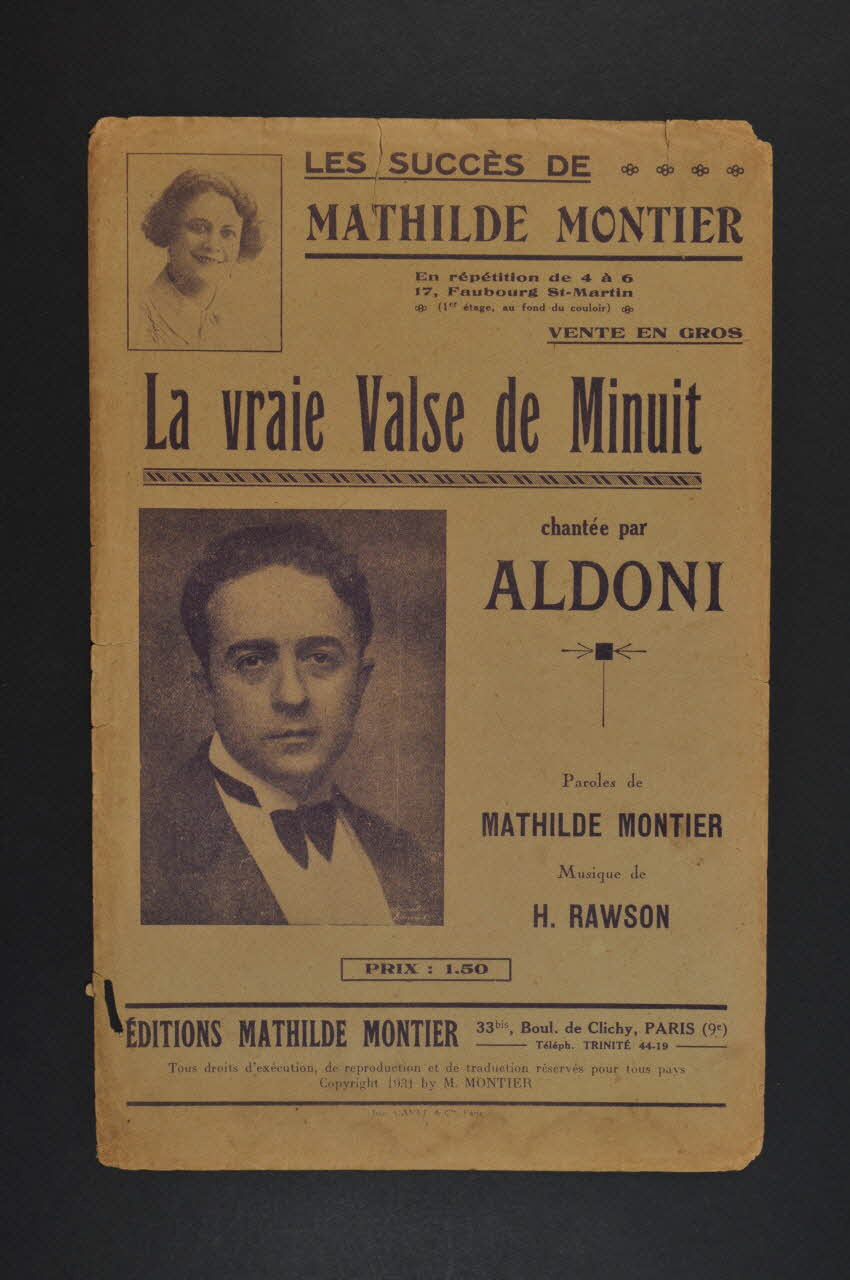 LES SUCCÈS DE
MATHILDE MONTIER
En répétition de 4 à 6
17, Faubourg St-Martin
(1er étage, au fond du couloir)
VENTE EN GROS
La vraie Valse de Minuit
chantée par
ALDONI
Paroles de
MATHILDE MONTIER
Musique de
H. RAWSON
PRIX : 1.50
ÉDITIONS MATHILDE MONTIER
33bis, Boul. de Clichy, PARIS (9e)
Téléph. TRINITÉ 44-19
Tous droits d'exécution, de reproduction et de traduction réservés pour tous pays
Copyright 1931 by M. MONTIER